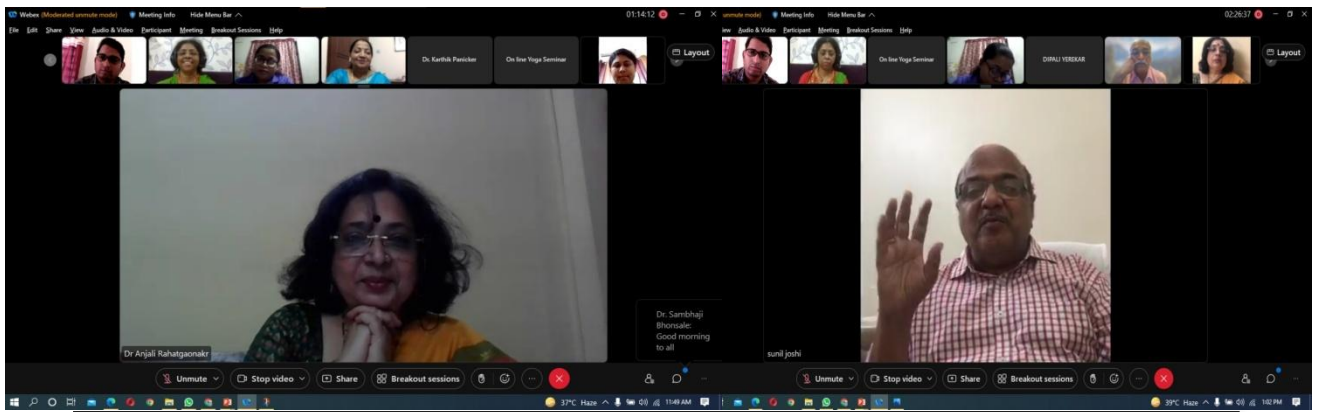 Webex (Moderated unmute mode) Meeting Info Hide Menu Bar 01:14:12
File Edit Share View Audio & Video Participant Meeting Breakout Sessions Help
Dr. Karthik Panicker
On line Yoga Seminar
Layout
Dr. Sambhaji
Bhonsale:
Good morning
to all
Dr Anjali Rahatgaonakr
Unmute Stop video Share Breakout sessions
37°C Haze 11:49 AM
unmute mode) Meeting Info Hide Menu Bar 02:26:37
iew Audio & Video Participant Meeting Breakout Sessions Help
On line Yoga Seminar
DIPALI YEREKAR
Layout
sunil joshi
Unmute Stop video Share Breakout sessions
39°C Haze 1:02 PM